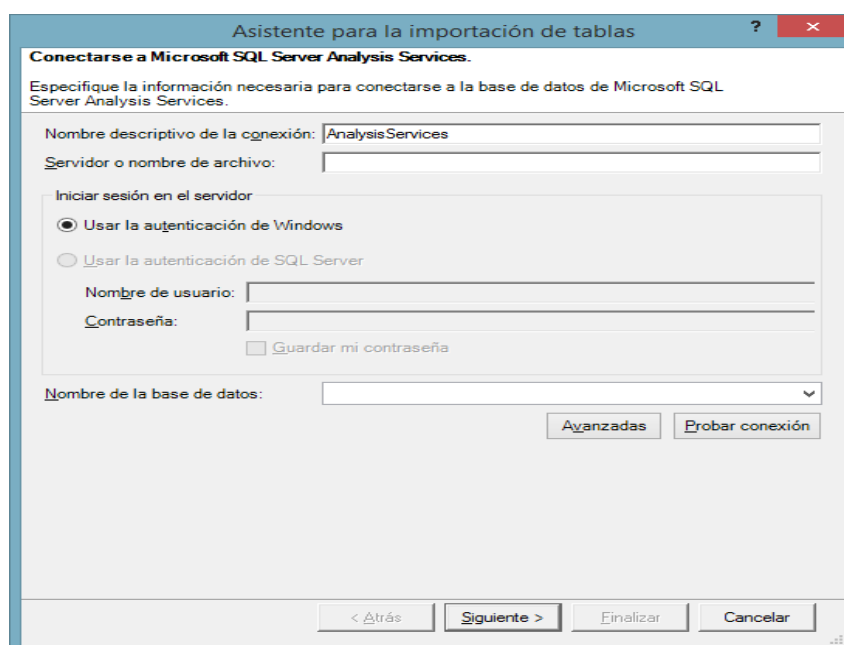 Asistente para la importación de tablas
?
×
Conectarse a Microsoft SQL Server Analysis Services.
Especifique la información necesaria para conectarse a la base de datos de Microsoft SQL
Server Analysis Services.
Nombre descriptivo de la conexión: AnalysisServices
Servidor o nombre de archivo:
Iniciar sesión en el servidor
Usar la autenticación de Windows
Usar la autenticación de SQL Server
Nombre de usuario:
Contraseña:
Guardar mi contraseña
Nombre de la base de datos:
Avanzadas Probar conexión
< Atrás Siguiente > Finalizar Cancelar